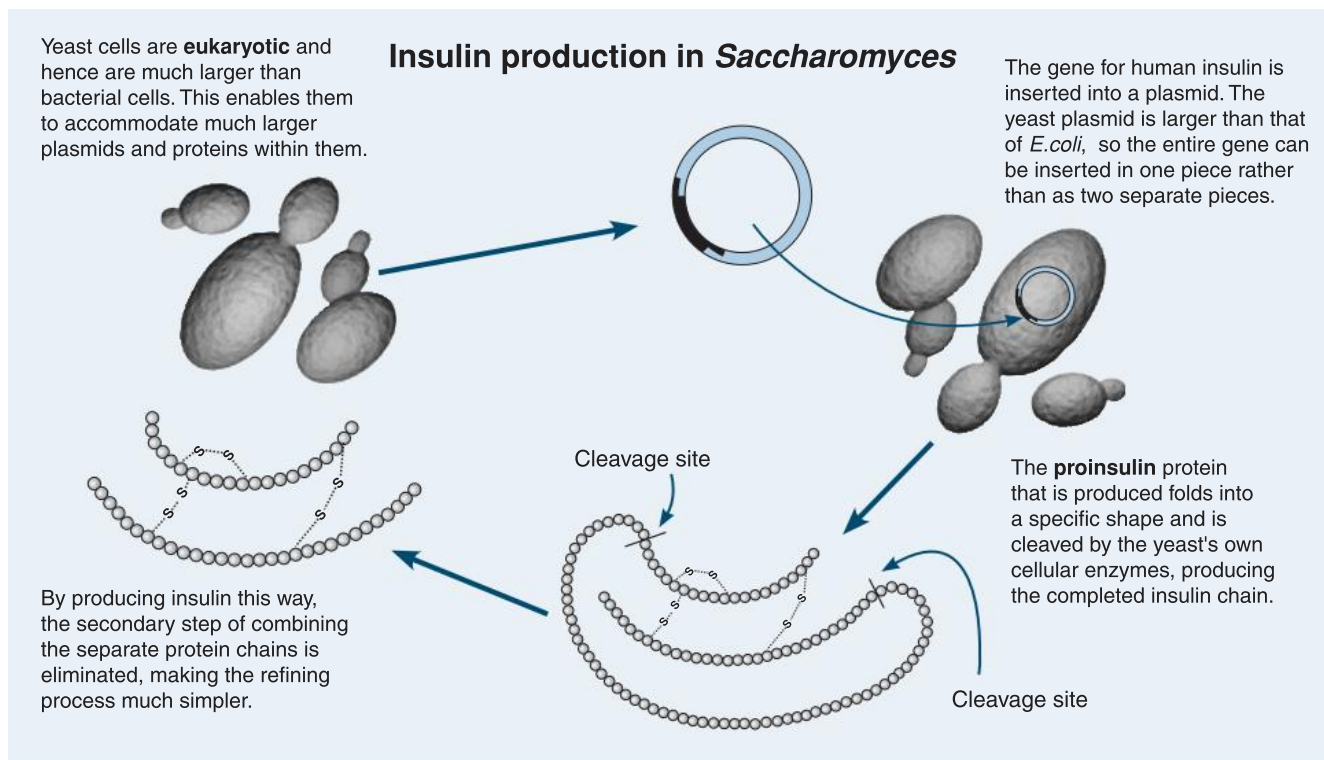 Insulin production in Saccharomyces
Yeast cells are eukaryotic and
hence are much larger than
bacterial cells. This enables them
to accommodate much larger
plasmids and proteins within them.
The gene for human insulin is
inserted into a plasmid. The
yeast plasmid is larger than that
of E.coli, so the entire gene can
be inserted in one piece rather
than as two separate pieces.
The proinsulin protein
that is produced folds into
a specific shape and is
cleaved by the yeast's own
cellular enzymes, producing
the completed insulin chain.
Cleavage site
S S
S
S
S
S
Cleavage site
S S
S
S
S
S
By producing insulin this way,
the secondary step of combining
the separate protein chains is
eliminated, making the refining
process much simpler.